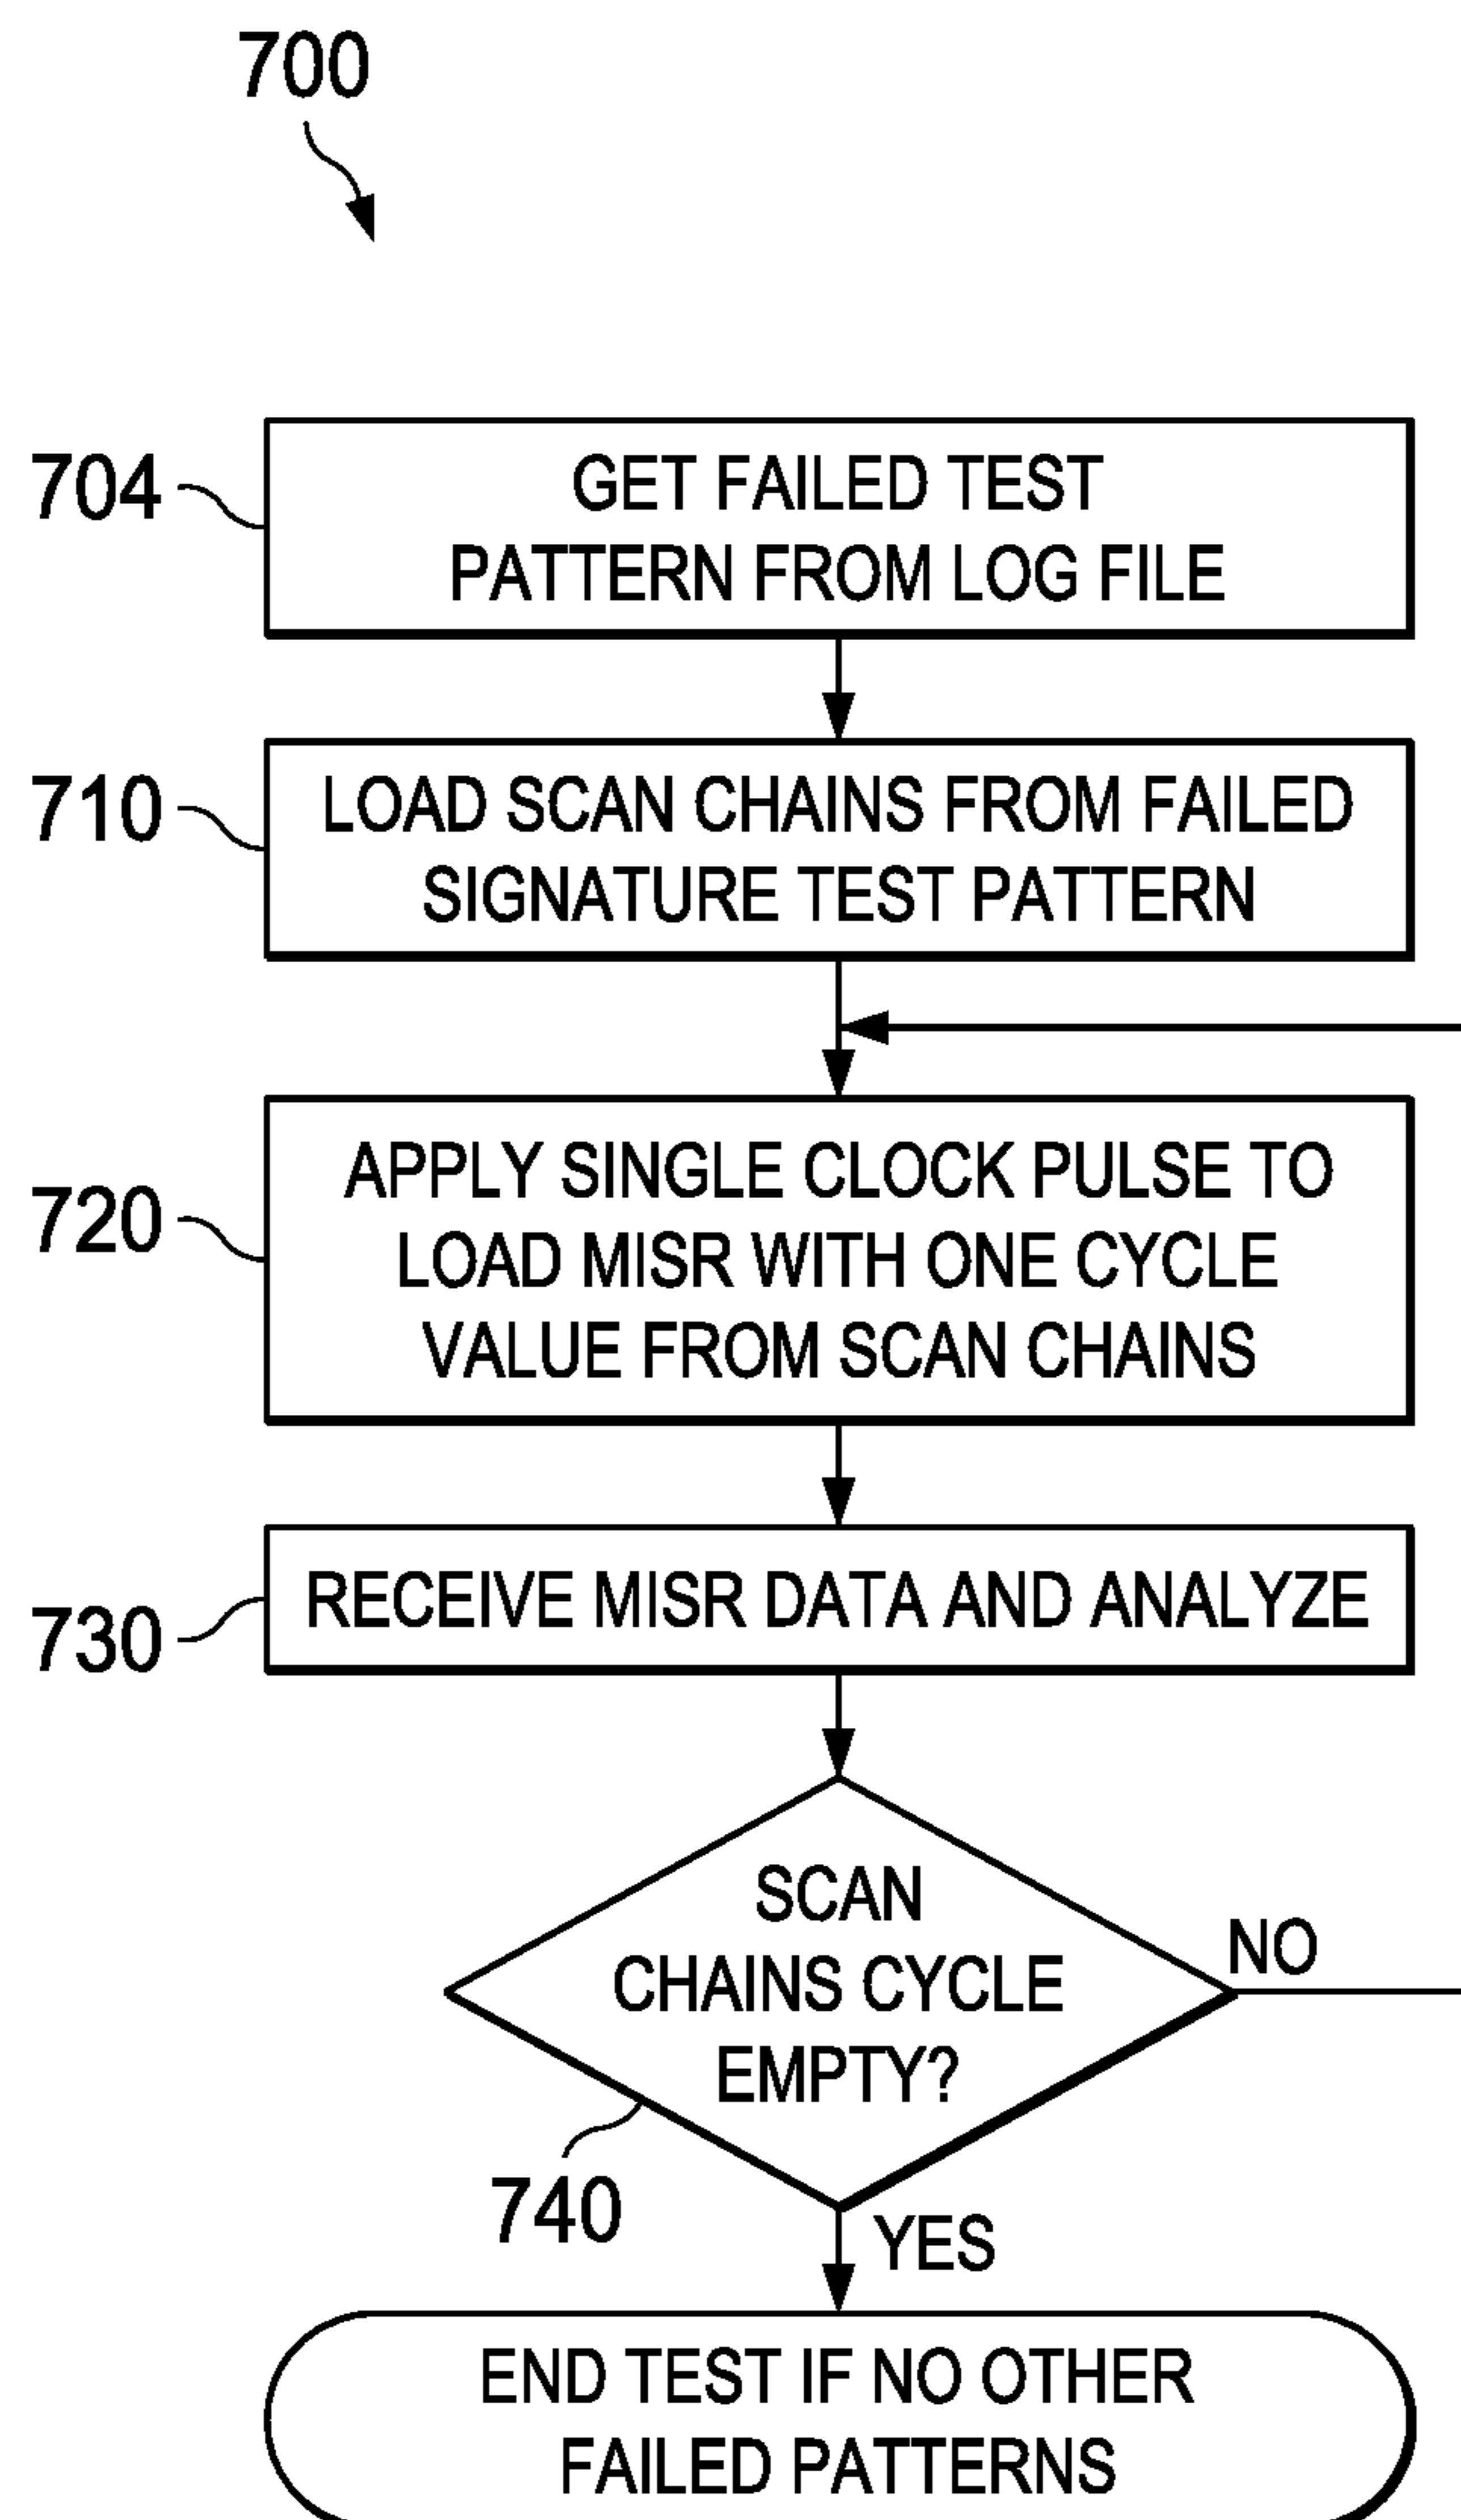 700
704
GET FAILED TEST
PATTERN FROM LOG FILE
710
LOAD SCAN CHAINS FROM FAILED
SIGNATURE TEST PATTERN
720
APPLY SINGLE CLOCK PULSE TO
LOAD MISR WITH ONE CYCLE
VALUE FROM SCAN CHAINS
730
RECEIVE MISR DATA AND ANALYZE
SCAN
CHAINS CYCLE
EMPTY?
NO
740
YES
END TEST IF NO OTHER
FAILED PATTERNS